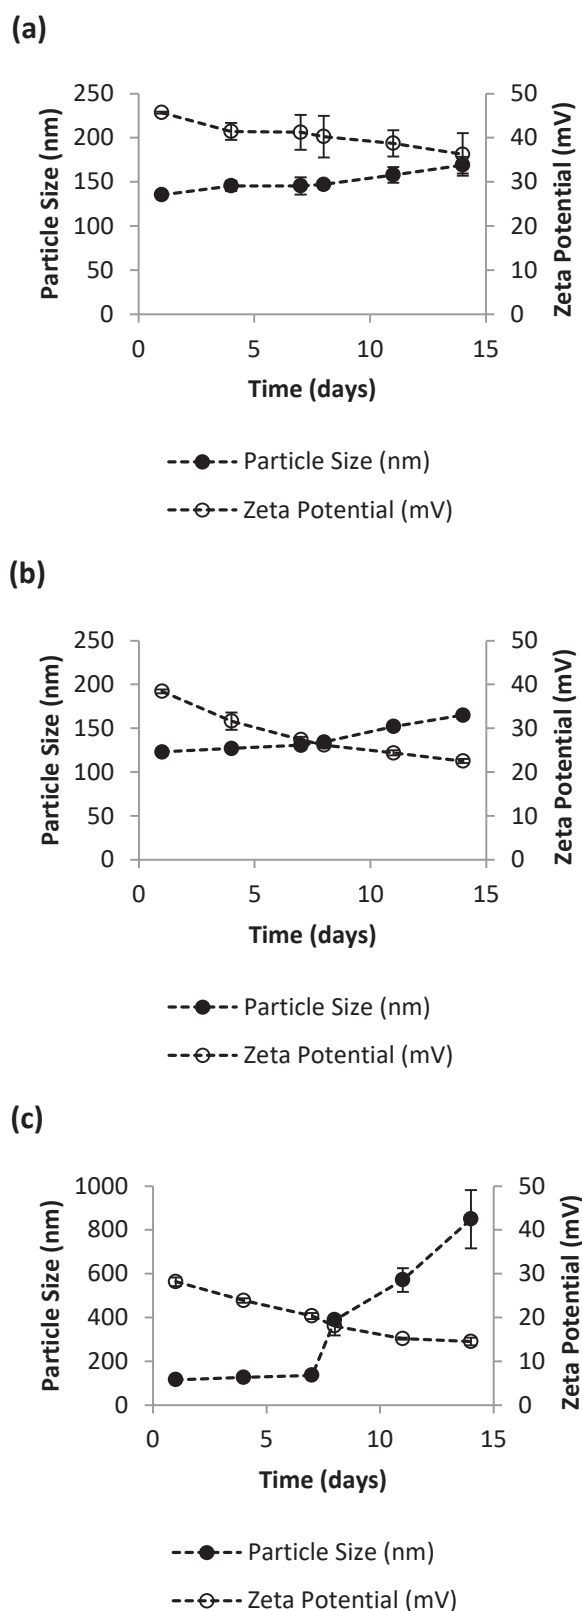 (a)
Particle Size (nm)
250
200
150
100
50
0
50
40
30
20
10
0
Zeta Potential (mV)
0 5 10 15
Time (days)
Particle Size (nm)
Zeta Potential (mV)
(b)
Particle Size (nm)
250
200
150
100
50
0
50
40
30
20
10
0
Zeta Potential (mV)
0 5 10 15
Time (days)
Particle Size (nm)
Zeta Potential (mV)
(c)
Particle Size (nm)
1000
800
600
400
200
0
50
40
30
20
10
0
Zeta Potential (mV)
0 5 10 15
Time (days)
Particle Size (nm)
Zeta Potential (mV)